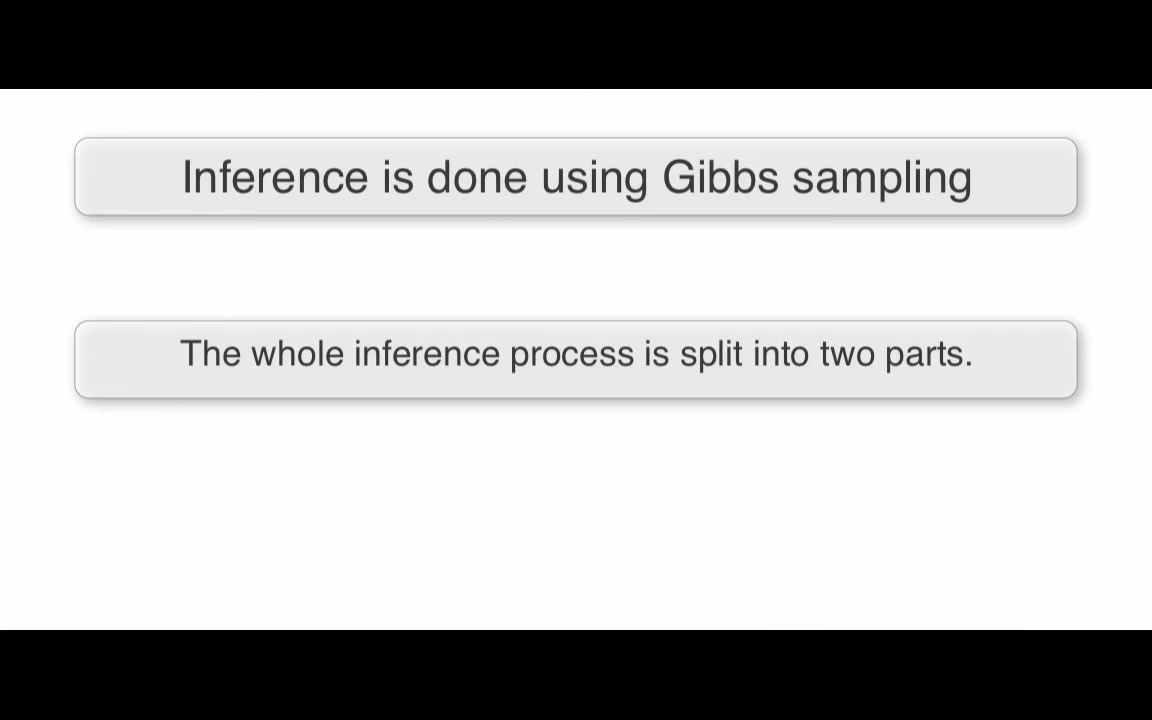 Inference is done using Gibbs sampling
The whole inference process is split into two parts.